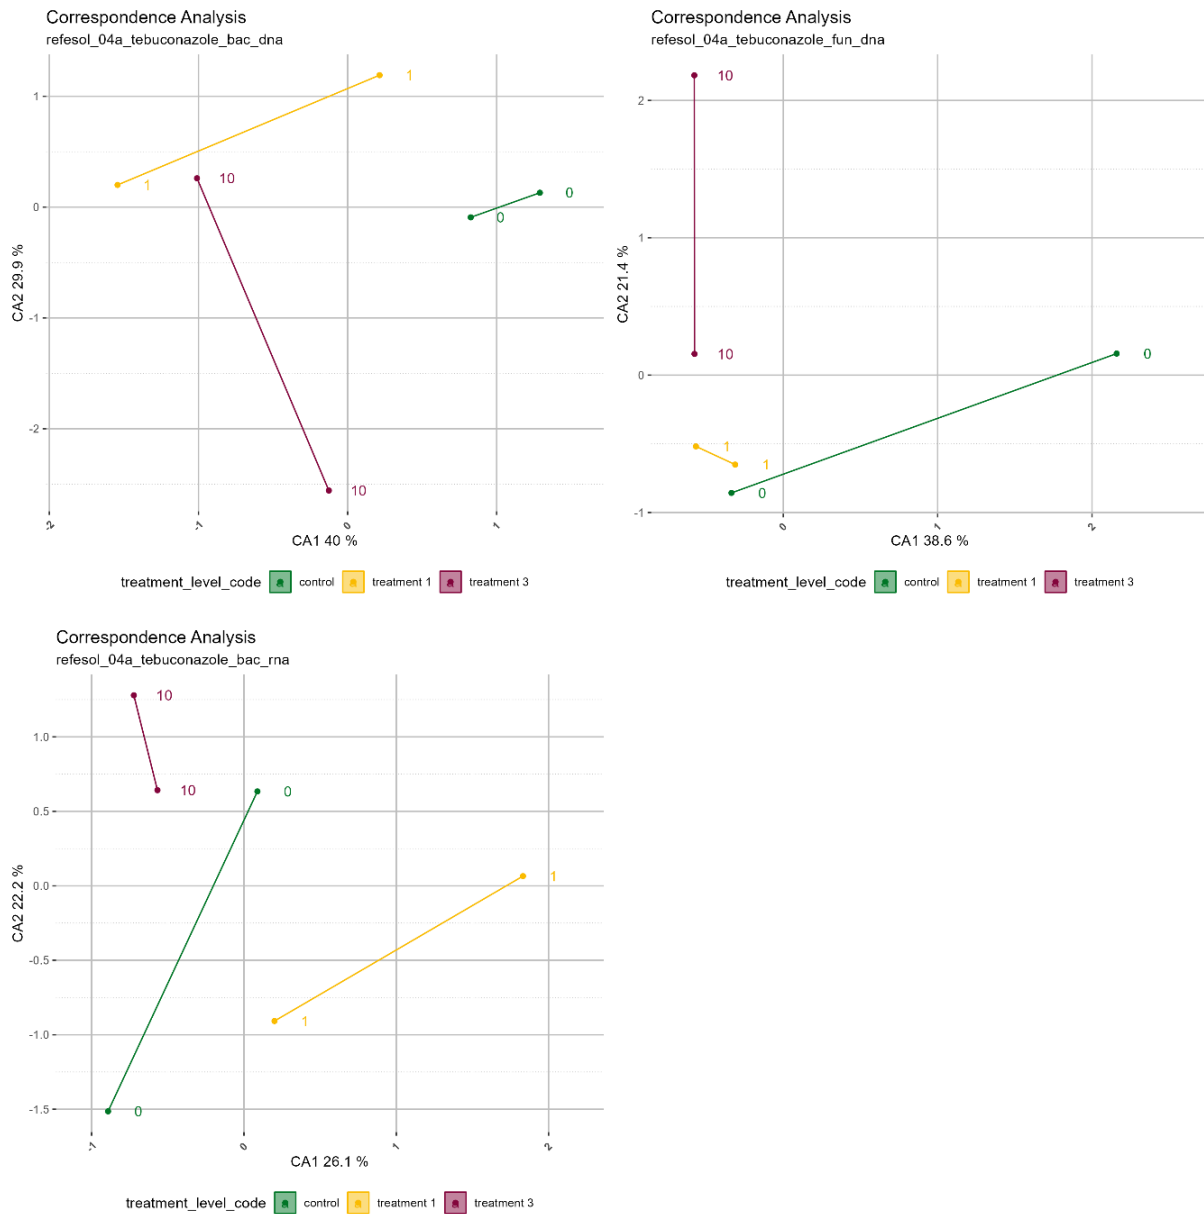 Correspondence Analysis
refesol_04a_tebuconazole_bac_dna
1
1
10
0
0
10
1
0
-1
-2
CA2 29.9 %
-2
-1
0
1
CA1 40 %
treatment_level_code control treatment 1 treatment 3
Correspondence Analysis
refesol_04a_tebuconazole_fun_dna
10
10
0
1
1
0
2
1
0
-1
CA2 21.4 %
0
1
2
CA1 38.6 %
treatment_level_code control treatment 1 treatment 3
Correspondence Analysis
refesol_04a_tebuconazole_bac_rna
10
10
0
1
1
0
1.0
0.5
0.0
-0.5
-1.0
-1.5
CA2 22.2 %
-1
0
1
2
CA1 26.1 %
treatment_level_code control treatment 1 treatment 3